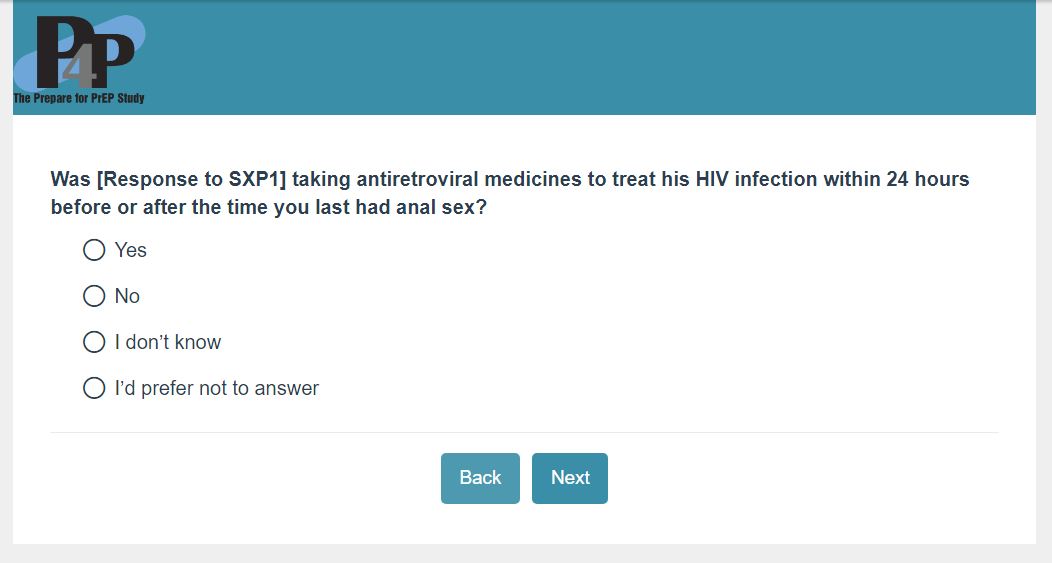 P4P
The Prepare for PrEP Study
Was [Response to SXP1] taking antiretroviral medicines to treat his HIV infection within 24 hours
before or after the time you last had anal sex?
Yes
No
I don’t know
I’d prefer not to answer
Back
Next